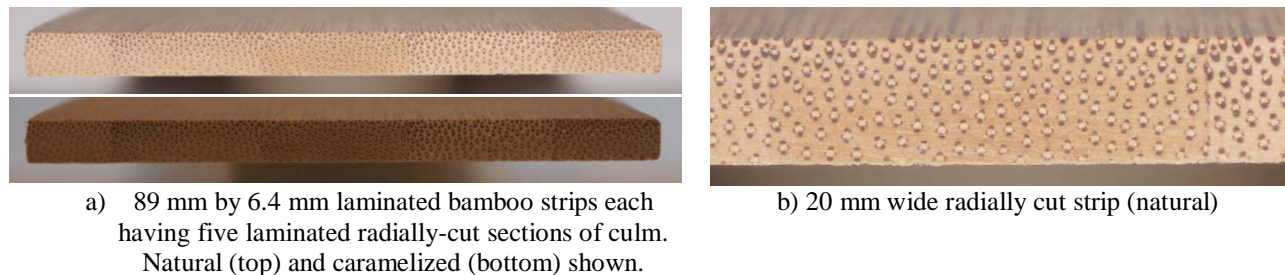 a) 89 mm by 6.4 mm laminated bamboo strips each
having five laminated radially-cut sections of culm.
Natural (top) and caramelized (bottom) shown.
b) 20 mm wide radially cut strip (natural)